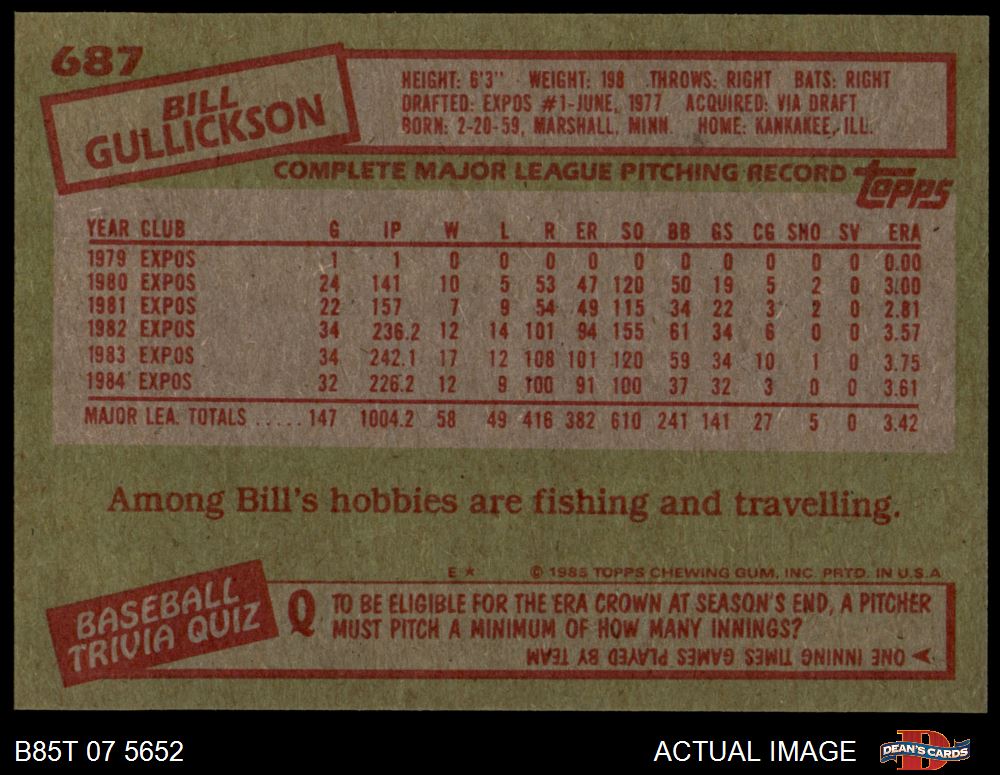 687
BILL
GULLICKSON
HEIGHT: 6'3" WEIGHT: 198 THROWS: RIGHT BATS: RIGHT
DRAFTED: EXPOS #1-JUNE, 1977 ACQUIRED: VIA DRAFT
BORN: 2-20-59, MARSHALL, MINN. HOME: KANKAKEE, ILL.
COMPLETE MAJOR LEAGUE PITCHING RECORD
topps
YEAR CLUB G IP W L R ER SO BB GS CG SHO SV ERA
1979 EXPOS 1 1 0 0 0 0 0 0 0 0 0 0 0.00
1980 EXPOS 24 141 10 5 53 47 120 50 19 5 2 0 3.00
1981 EXPOS 22 157 7 9 54 49 115 34 22 3 2 0 2.81
1982 EXPOS 34 236.2 12 14 101 94 155 61 34 6 0 0 3.57
1983 EXPOS 34 242.1 17 12 108 101 120 59 34 10 1 0 3.75
1984 EXPOS 32 226.2 12 9 100 91 100 37 32 3 0 0 3.61
MAJOR LEA. TOTALS ..... 147 1004.2 58 49 416 382 610 241 141 27 5 0 3.42
Among Bill's hobbies are fishing and travelling.
E ★ © 1985 TOPPS CHEWING GUM, INC. PRTD. IN U.S.A
BASEBALL
TRIVIA QUIZ
Q TO BE ELIGIBLE FOR THE ERA CROWN AT SEASON'S END, A PITCHER
MUST PITCH A MINIMUM OF HOW MANY INNINGS?
ONE INNING TIMES GAMES PLAYED BY TEAM
B85T 07 5652
ACTUAL IMAGE
D
DEAN'S CARDS